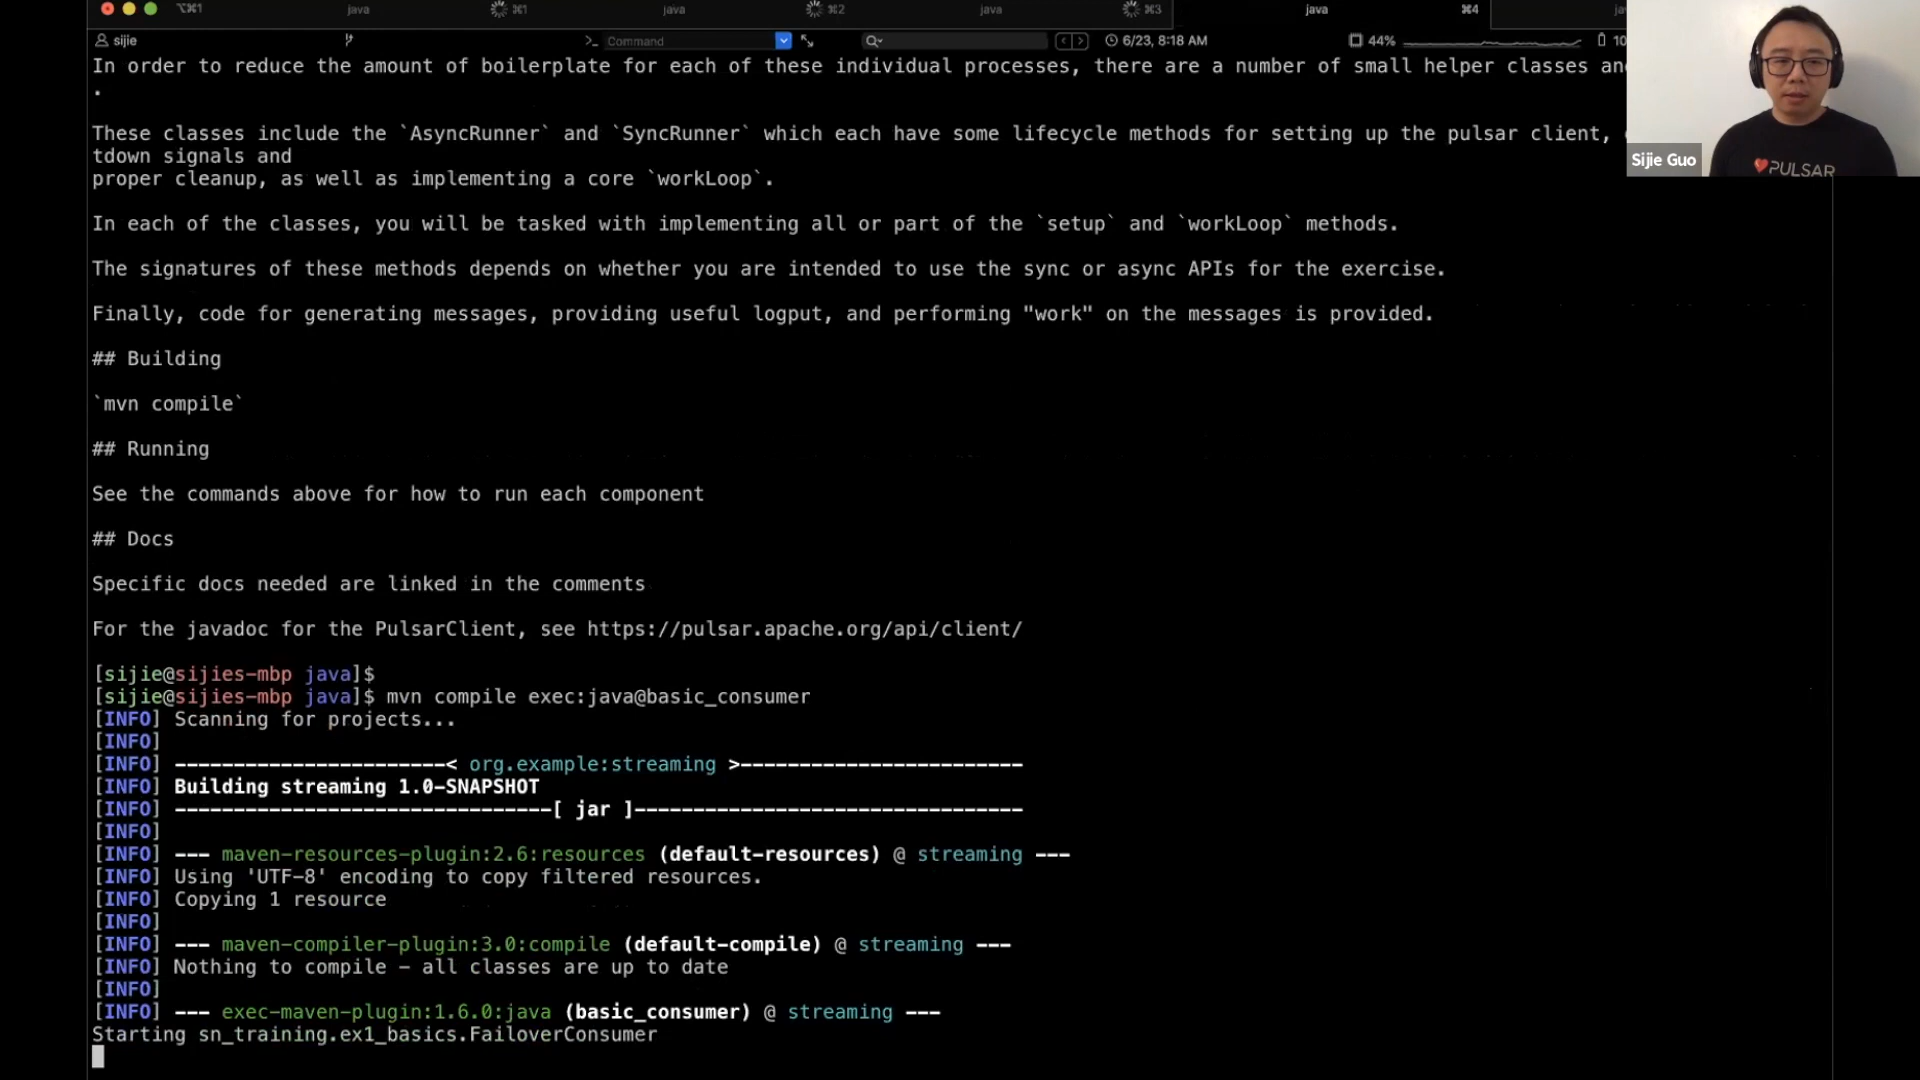 ⌥⌘1 java ⌘1 java ⌘2 java ⌘3 java ⌘4
sijie >_ Command 6/23, 8:18 AM 44% 10
In order to reduce the amount of boilerplate for each of these individual processes, there are a number of small helper classes an
.
These classes include the `AsyncRunner` and `SyncRunner` which each have some lifecycle methods for setting up the pulsar client,
tdown signals and
proper cleanup, as well as implementing a core `workLoop`.
In each of the classes, you will be tasked with implementing all or part of the `setup` and `workLoop` methods.
The signatures of these methods depends on whether you are intended to use the sync or async APIs for the exercise.
Finally, code for generating messages, providing useful logput, and performing "work" on the messages is provided.
## Building
`mvn compile`
## Running
See the commands above for how to run each component
## Docs
Specific docs needed are linked in the comments
For the javadoc for the PulsarClient, see https://pulsar.apache.org/api/client/
[sijie@sijies-mbp java]$
[sijie@sijies-mbp java]$ mvn compile exec:java@basic_consumer
[INFO] Scanning for projects...
[INFO]
[INFO] -----------------------< org.example:streaming >------------------------
[INFO] Building streaming 1.0-SNAPSHOT
[INFO] --------------------------------[ jar ]---------------------------------
[INFO]
[INFO] --- maven-resources-plugin:2.6:resources (default-resources) @ streaming ---
[INFO] Using 'UTF-8' encoding to copy filtered resources.
[INFO] Copying 1 resource
[INFO]
[INFO] --- maven-compiler-plugin:3.0:compile (default-compile) @ streaming ---
[INFO] Nothing to compile - all classes are up to date
[INFO]
[INFO] --- exec-maven-plugin:1.6.0:java (basic_consumer) @ streaming ---
Starting sn_training.ex1_basics.FailoverConsumer
Sijie Guo
PULSAR